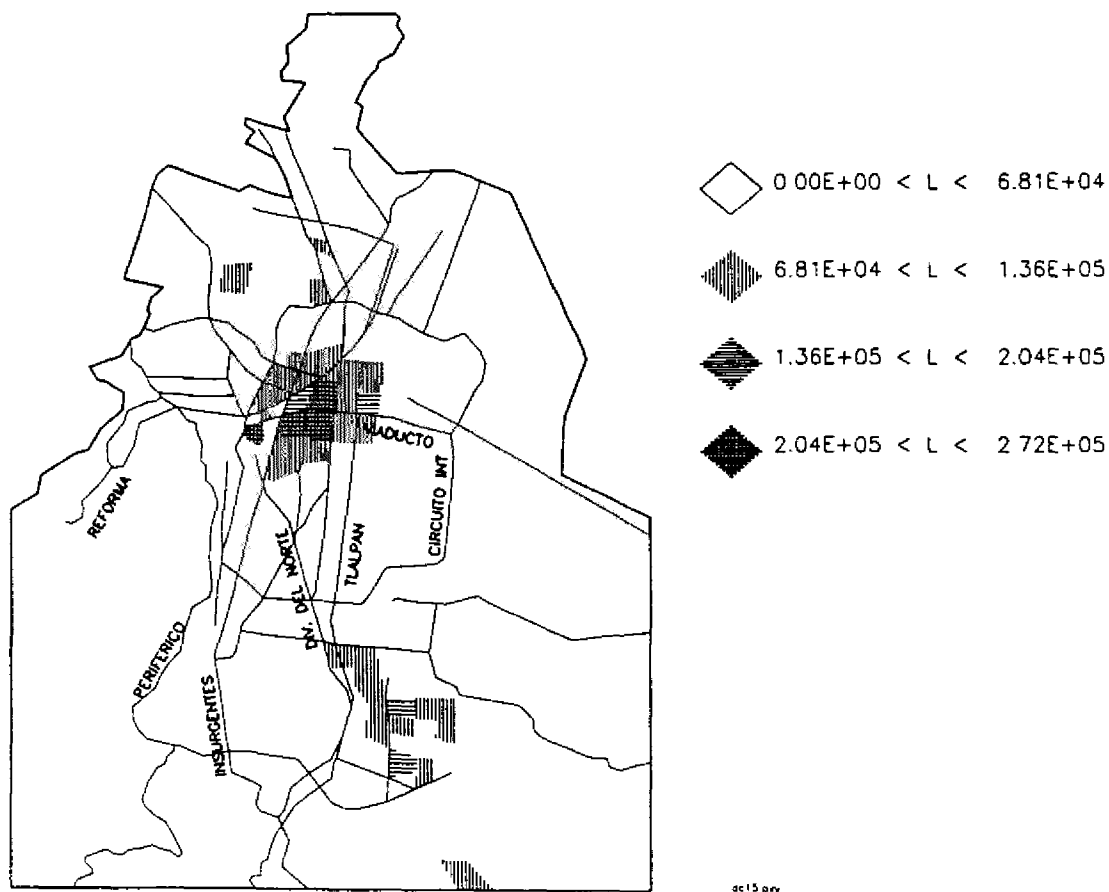 0 00E+00 < L < 6.81E+04
6.81E+04 < L < 1.36E+05
1.36E+05 < L < 2.04E+05
2.04E+05 < L < 2 72E+05
VIADUCTO
REFORMA
CIRCUITO INT
TLALPAN
DIV. DEL NORTE
PERIFERICO
INSURGENTES